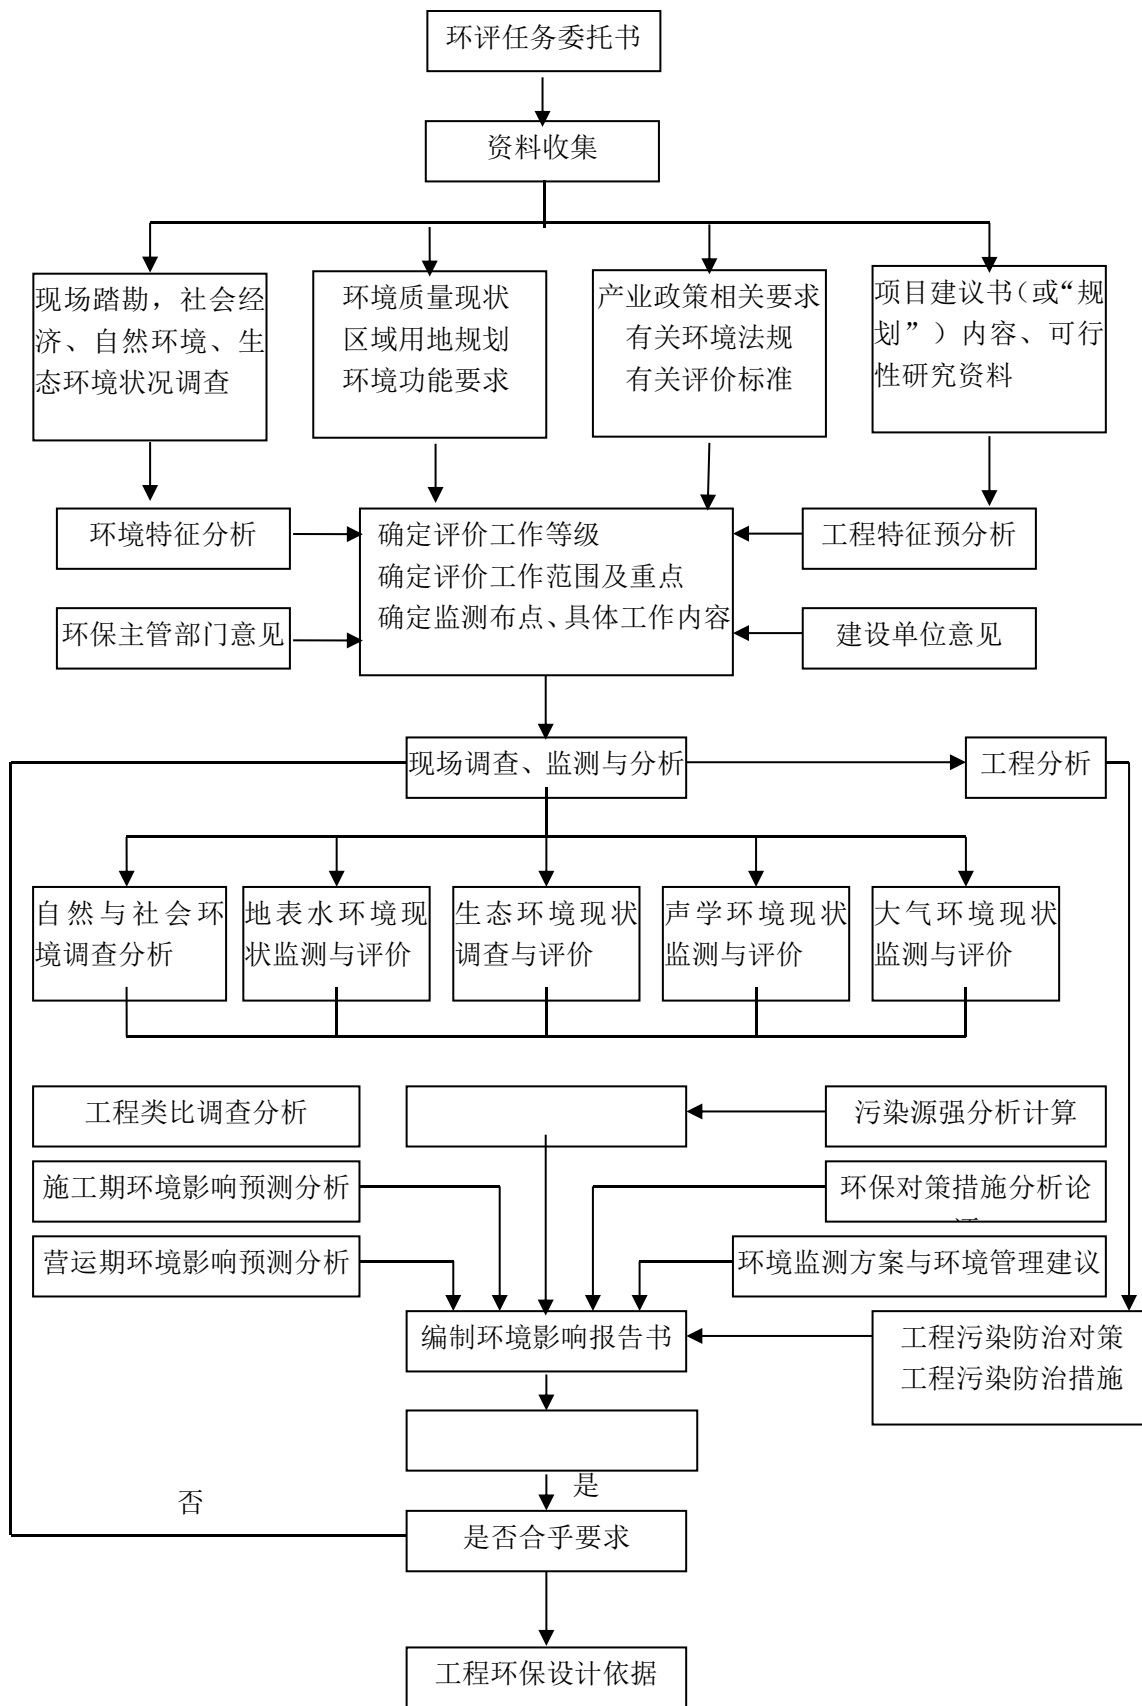 环评任务委托书
资料收集
现场踏勘，社会经
济、自然环境、生
态环境状况调查
环境质量现状
区域用地规划
环境功能要求
产业政策相关要求
有关环境法规
有关评价标准
项目建议书（或“规
划”）内容、可行
性研究资料
环境特征分析
确定评价工作等级
确定评价工作范围及重点
确定监测布点、具体工作内容
工程特征预分析
环保主管部门意见
建设单位意见
现场调查、监测与分析
工程分析
自然与社会环
境调查分析
地表水环境现
状监测与评价
生态环境现状
调查与评价
声学环境现状
监测与评价
大气环境现状
监测与评价
工程类比调查分析
污染源强分析计算
施工期环境影响预测分析
环保对策措施分析论
营运期环境影响预测分析
环境监测方案与环境管理建议
编制环境影响报告书
工程污染防治对策
工程污染防治措施
是
否
是否合乎要求
工程环保设计依据